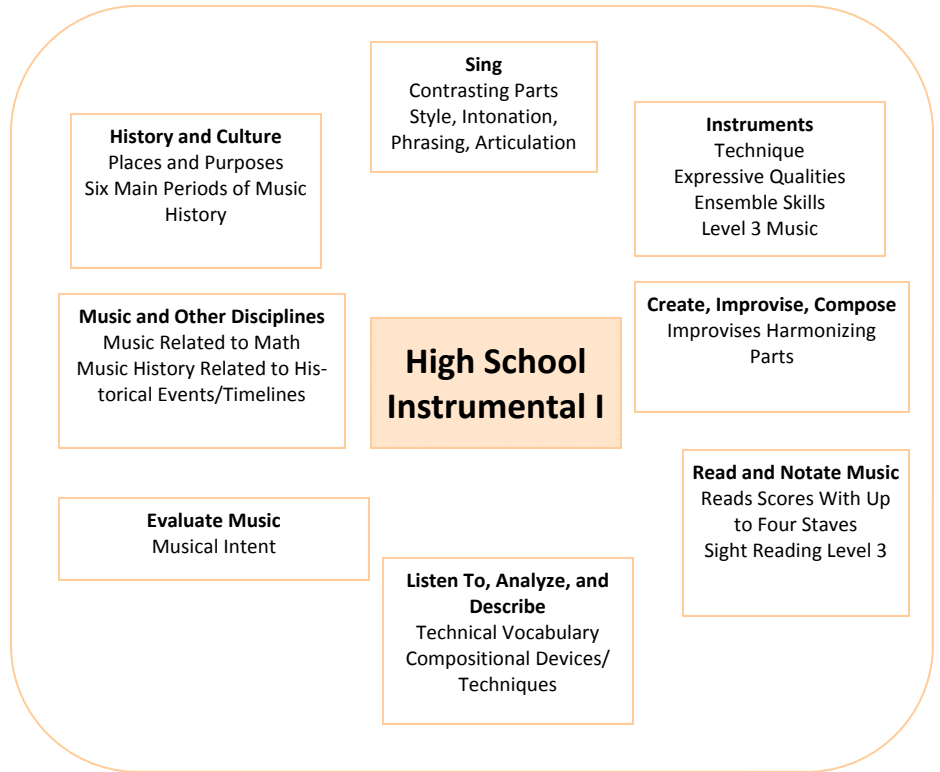 Sing
Contrasting Parts
Style, Intonation,
Phrasing, Articulation
History and Culture
Places and Purposes
Six Main Periods of Music
History
Instruments
Technique
Expressive Qualities
Ensemble Skills
Level 3 Music
Music and Other Disciplines
Music Related to Math
Music History Related to His-
torical Events/Timelines
High School
Instrumental I
Create, Improvise, Compose
Improvises Harmonizing
Parts
Evaluate Music
Musical Intent
Read and Notate Music
Reads Scores With Up
to Four Staves
Sight Reading Level 3
Listen To, Analyze, and
Describe
Technical Vocabulary
Compositional Devices/
Techniques